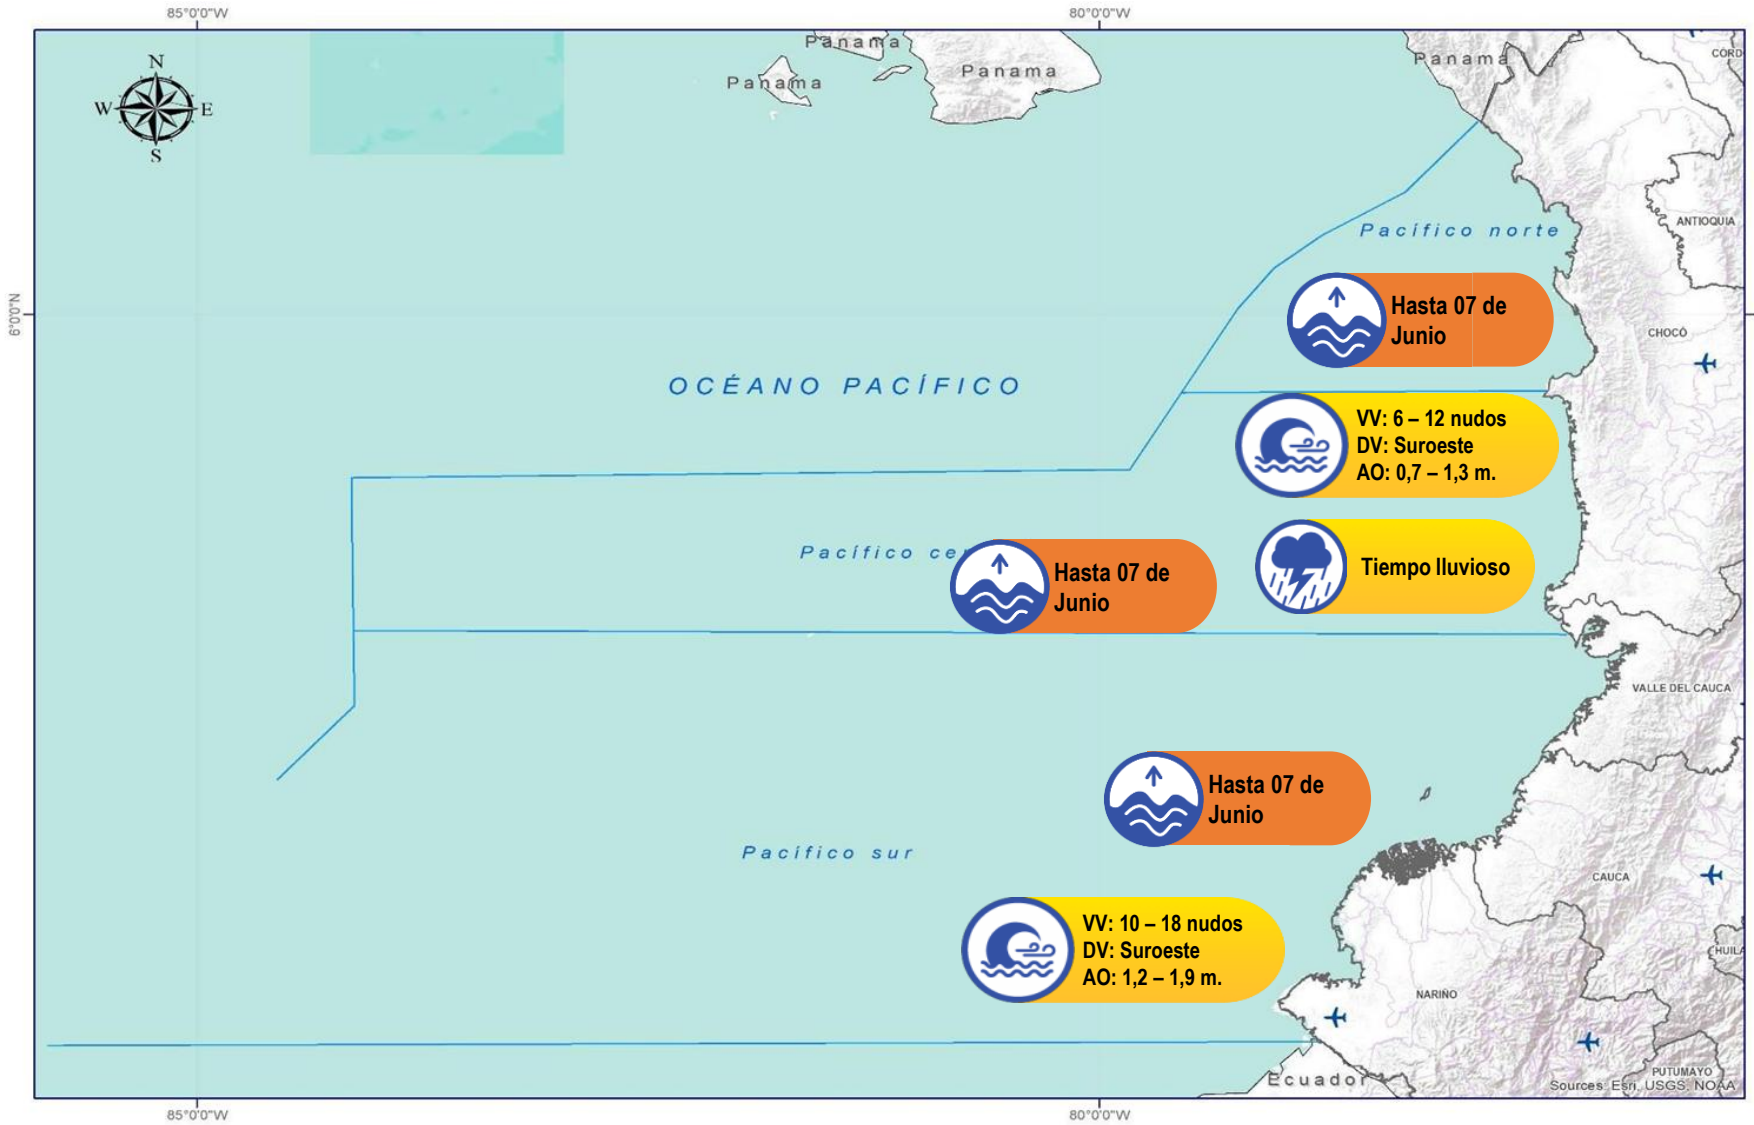 85°0'0"W
80°0'0"W
N
W
E
S
Panama
Panama
Panama
Panama
CORD
ANTIOQUIA
Pacífico norte
6°0'0"N
Hasta 07 de
Junio
CHOCÓ
OCÉANO PACÍFICO
VV: 6 – 12 nudos
DV: Suroeste
AO: 0,7 – 1,3 m.
Pacífico ce
Hasta 07 de
Junio
Tiempo lluvioso
VALLE DEL CAUCA
Hasta 07 de
Junio
Pacífico sur
CAUCA
VV: 10 – 18 nudos
DV: Suroeste
AO: 1,2 – 1,9 m.
HUILA
NARIÑO
Ecuador
PUTUMAYO
Sources: Esri, USGS, NOAA
85°0'0"W
80°0'0"W